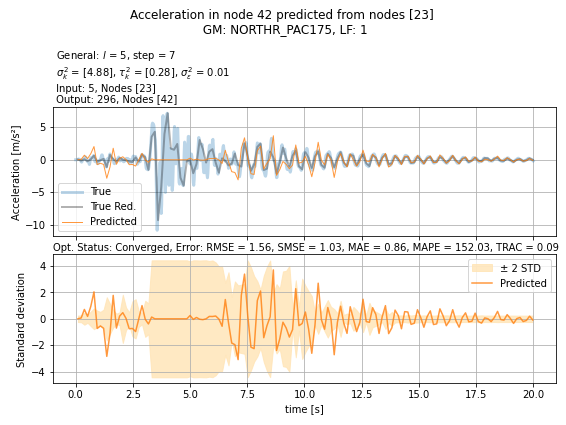 Acceleration in node 42 predicted from nodes [23]
GM: NORTHR_PAC175, LF: 1
General: l = 5, step = 7
σ²ₖ = [4.88], τ²ₖ = [0.28], σ²ε = 0.01
Input: 5, Nodes [23]
Output: 296, Nodes [42]
Acceleration [m/s²]
5
0
−5
−10
True
True Red.
Predicted
Opt. Status: Converged, Error: RMSE = 1.56, SMSE = 1.03, MAE = 0.86, MAPE = 152.03, TRAC = 0.09
Standard deviation
4
2
0
−2
−4
± 2 STD
Predicted
0.0 2.5 5.0 7.5 10.0 12.5 15.0 17.5 20.0
time [s]